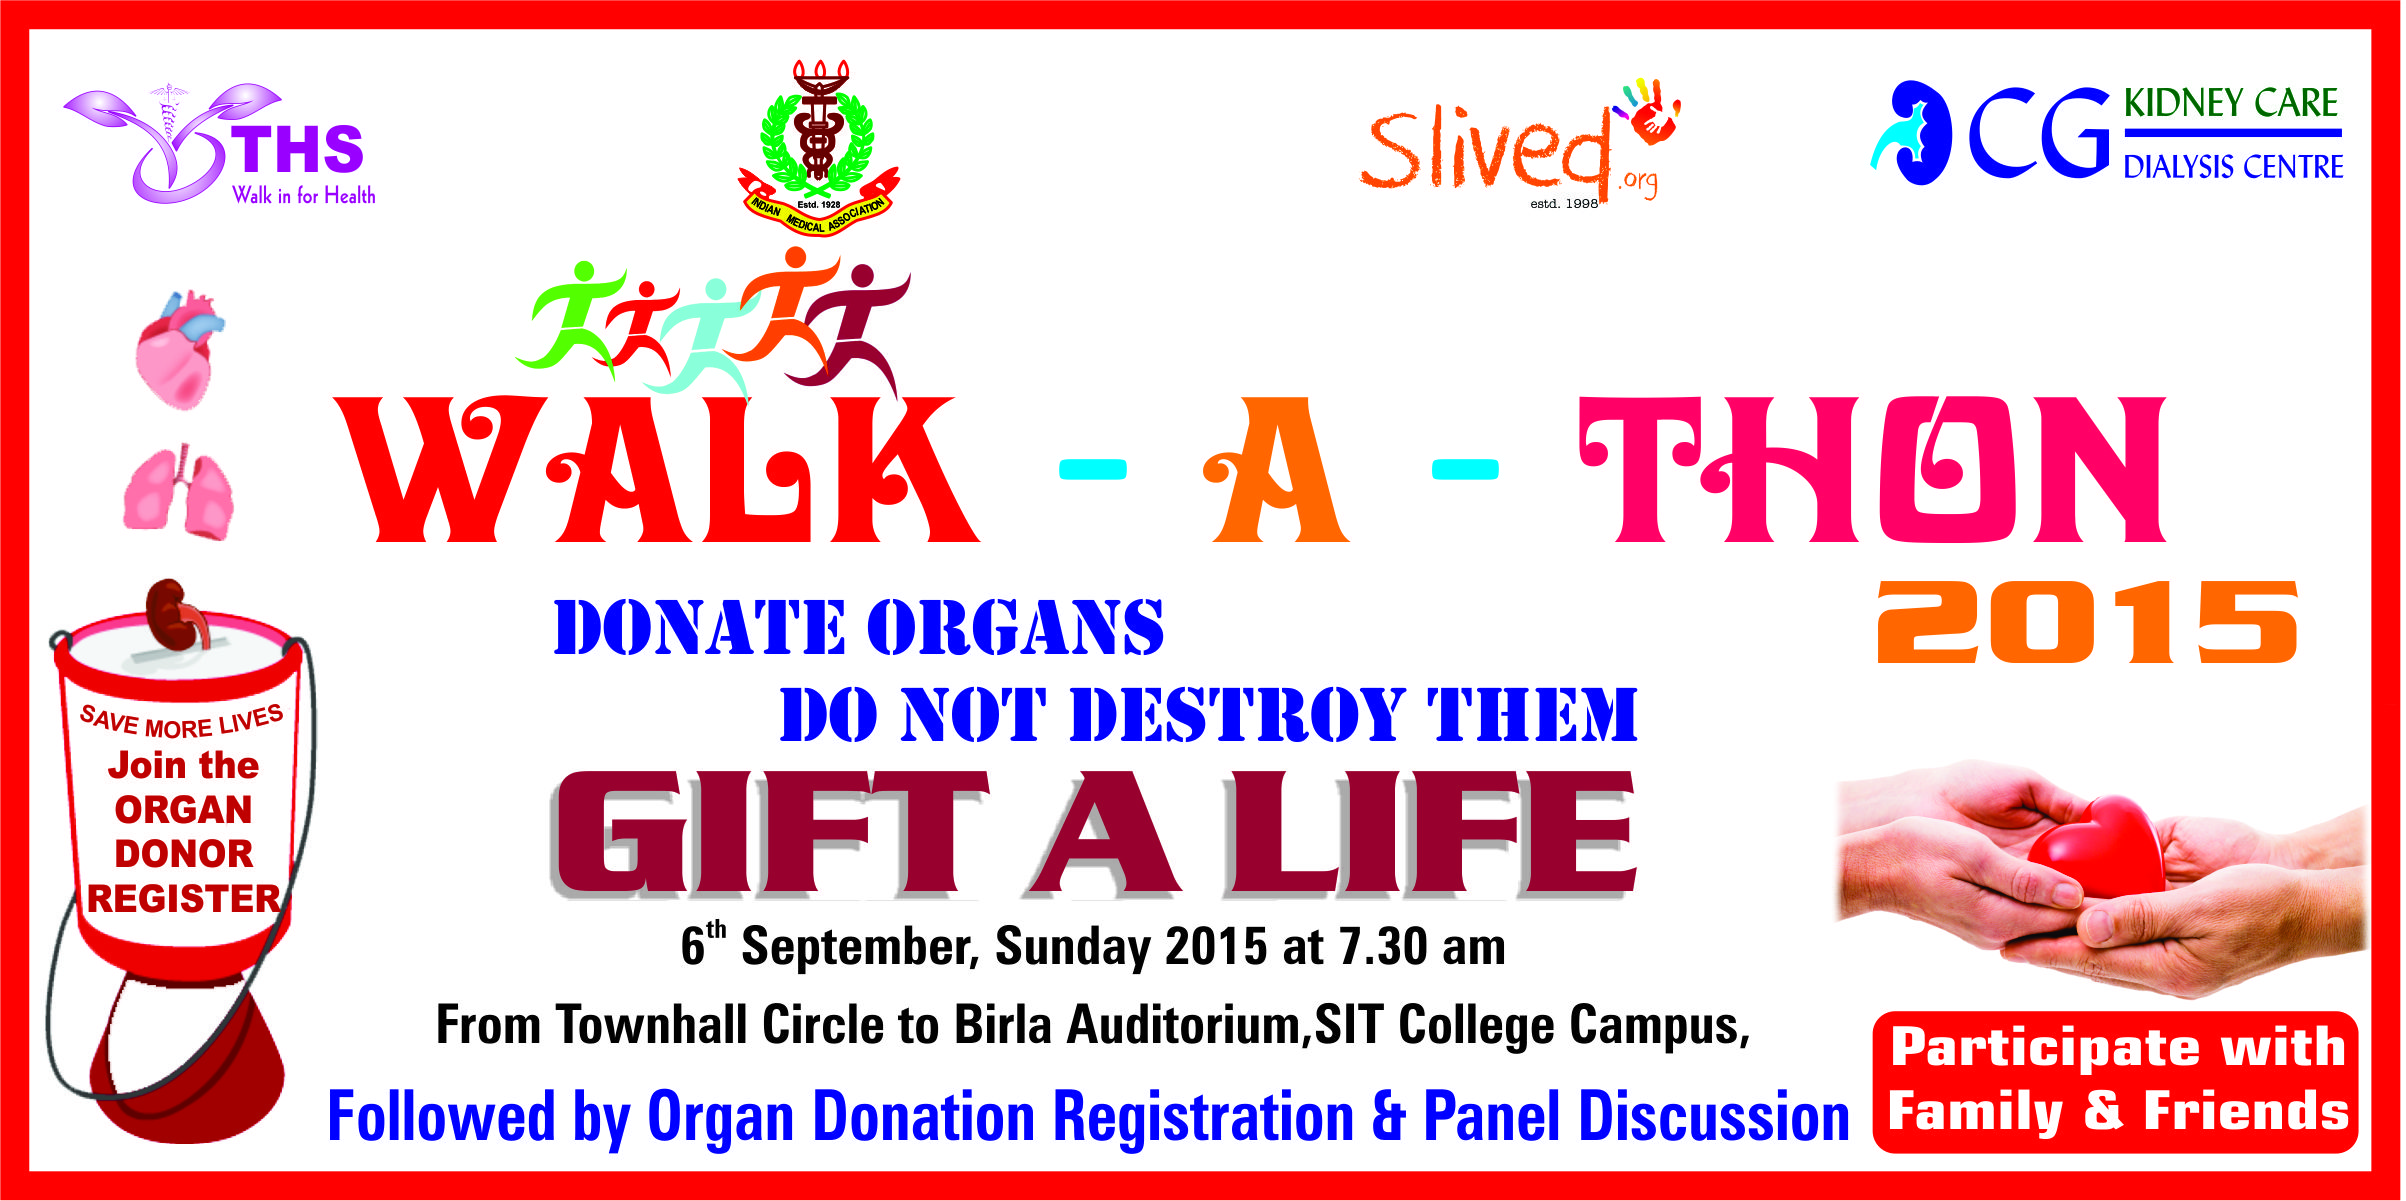 THS
Walk in for Health
Estd. 1928
INDIAN MEDICAL ASSOCIATION
Slived.org
estd. 1998
CG
KIDNEY CARE
DIALYSIS CENTRE
WALK - A - THON
2015
DONATE ORGANS
DO NOT DESTROY THEM
GIFT A LIFE
6th September, Sunday 2015 at 7.30 am
From Townhall Circle to Birla Auditorium,SIT College Campus,
Followed by Organ Donation Registration & Panel Discussion
SAVE MORE LIVES
Join the
ORGAN
DONOR
REGISTER
Participate with
Family & Friends